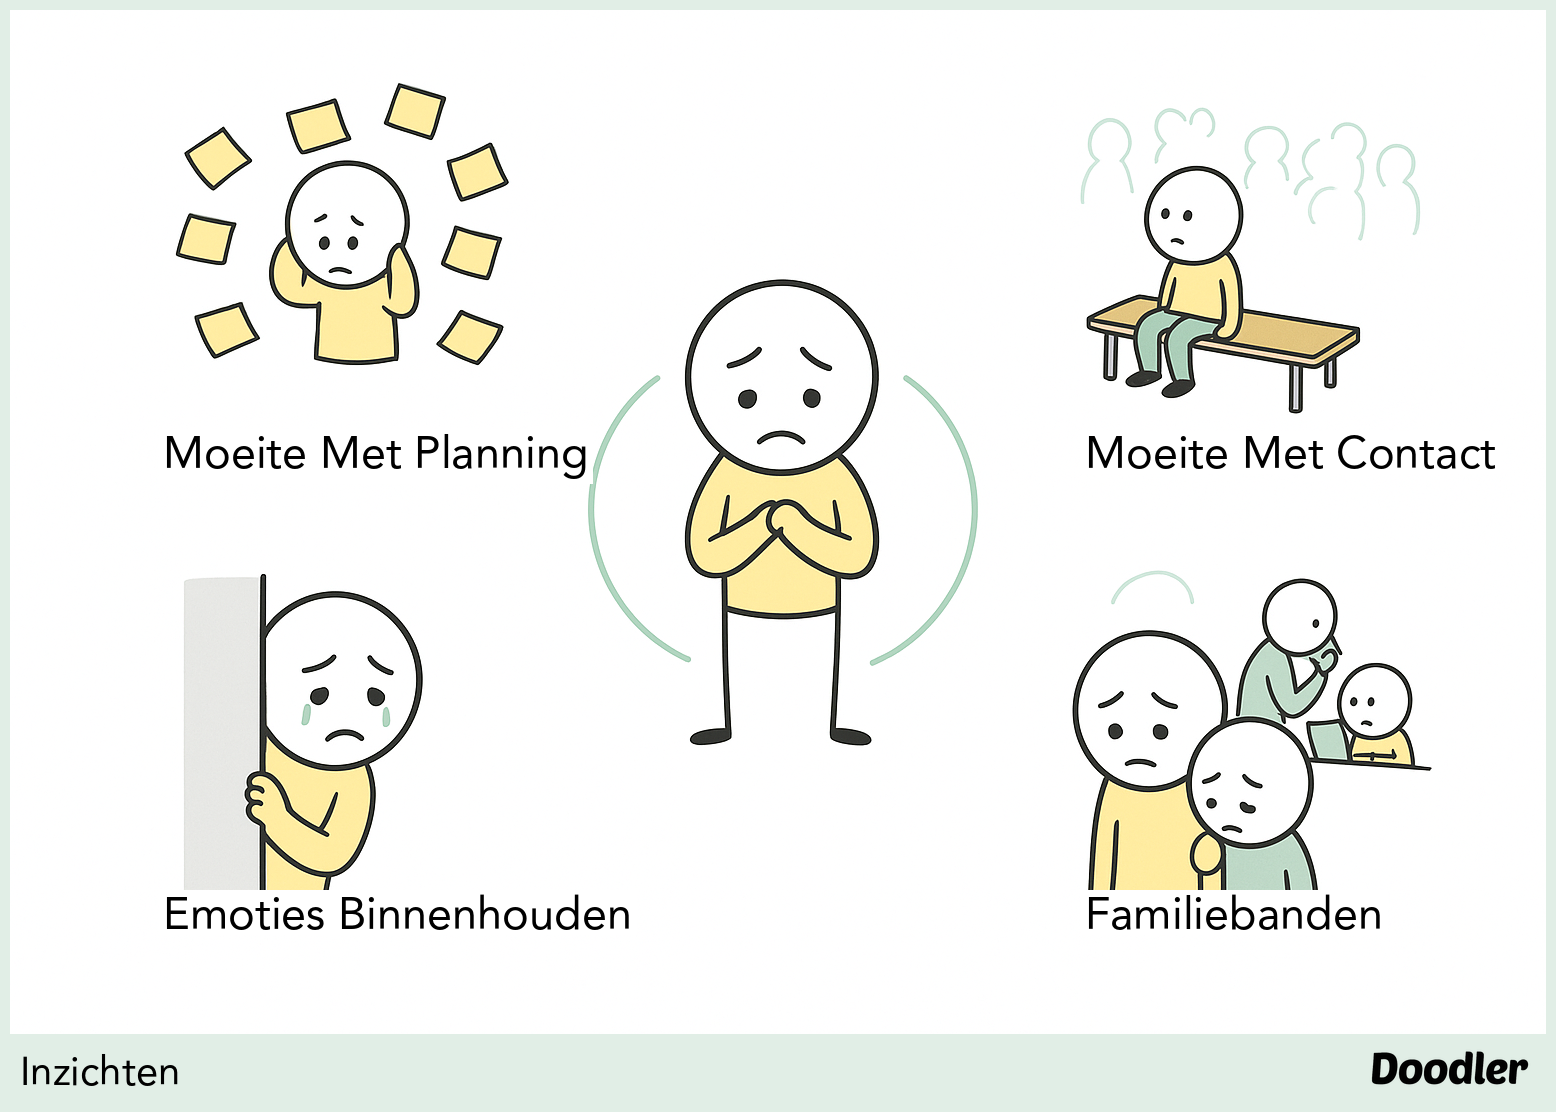 Moeite Met Planning
Moeite Met Contact
Emoties Binnenhouden
Familiebanden
Inzichten
Doodler